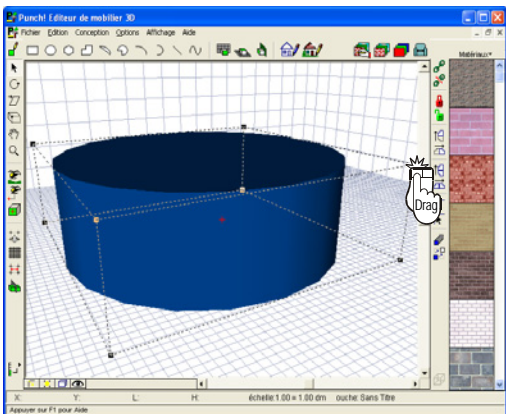 Punch! Editeur de mobilier 3D
Fichier Edition Conception Options Affichage Aide
Matériaux
Drag
X: Y: L: H: échelle:1.00 = 1.00 dm ouche: Sans Titre
Appuyer sur F1 pour Aide